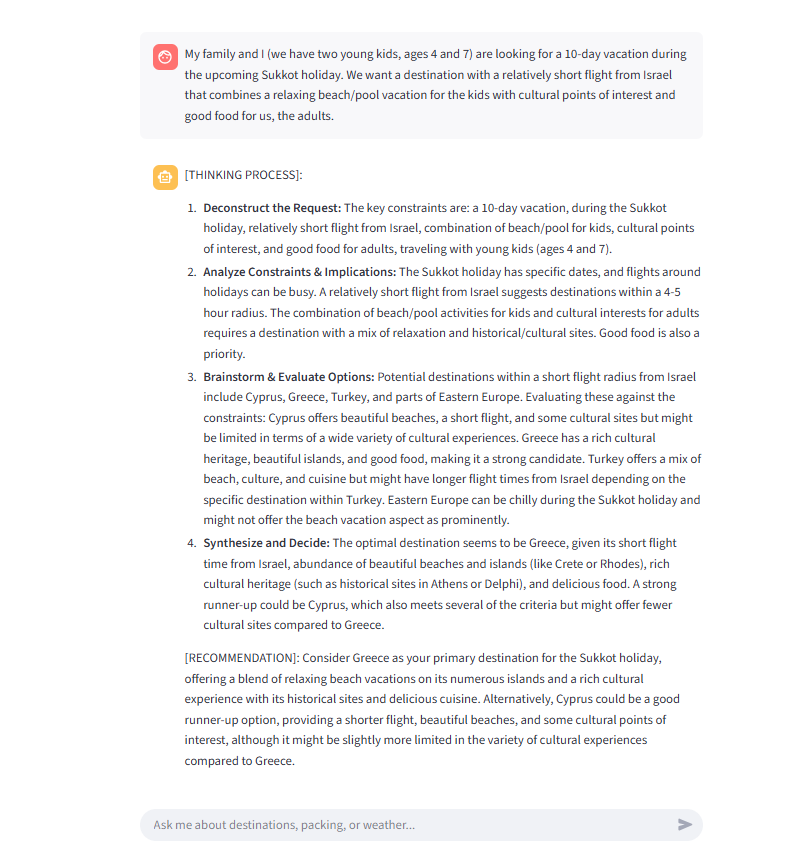 My family and I (we have two young kids, ages 4 and 7) are looking for a 10-day vacation during
the upcoming Sukkot holiday. We want a destination with a relatively short flight from Israel
that combines a relaxing beach/pool vacation for the kids with cultural points of interest and
good food for us, the adults.
[THINKING PROCESS]:
1. Deconstruct the Request: The key constraints are: a 10-day vacation, during the Sukkot
holiday, relatively short flight from Israel, combination of beach/pool for kids, cultural points
of interest, and good food for adults, traveling with young kids (ages 4 and 7).
2. Analyze Constraints & Implications: The Sukkot holiday has specific dates, and flights around
holidays can be busy. A relatively short flight from Israel suggests destinations within a 4-5
hour radius. The combination of beach/pool activities for kids and cultural interests for adults
requires a destination with a mix of relaxation and historical/cultural sites. Good food is also a
priority.
3. Brainstorm & Evaluate Options: Potential destinations within a short flight radius from Israel
include Cyprus, Greece, Turkey, and parts of Eastern Europe. Evaluating these against the
constraints: Cyprus offers beautiful beaches, a short flight, and some cultural sites but might
be limited in terms of a wide variety of cultural experiences. Greece has a rich cultural
heritage, beautiful islands, and good food, making it a strong candidate. Turkey offers a mix of
beach, culture, and cuisine but might have longer flight times from Israel depending on the
specific destination within Turkey. Eastern Europe can be chilly during the Sukkot holiday and
might not offer the beach vacation aspect as prominently.
4. Synthesize and Decide: The optimal destination seems to be Greece, given its short flight
time from Israel, abundance of beautiful beaches and islands (like Crete or Rhodes), rich
cultural heritage (such as historical sites in Athens or Delphi), and delicious food. A strong
runner-up could be Cyprus, which also meets several of the criteria but might offer fewer
cultural sites compared to Greece.
[RECOMMENDATION]: Consider Greece as your primary destination for the Sukkot holiday,
offering a blend of relaxing beach vacations on its numerous islands and a rich cultural
experience with its historical sites and delicious cuisine. Alternatively, Cyprus could be a good
runner-up option, providing a shorter flight, beautiful beaches, and some cultural points of
interest, although it might be slightly more limited in the variety of cultural experiences
compared to Greece.
Ask me about destinations, packing, or weather...